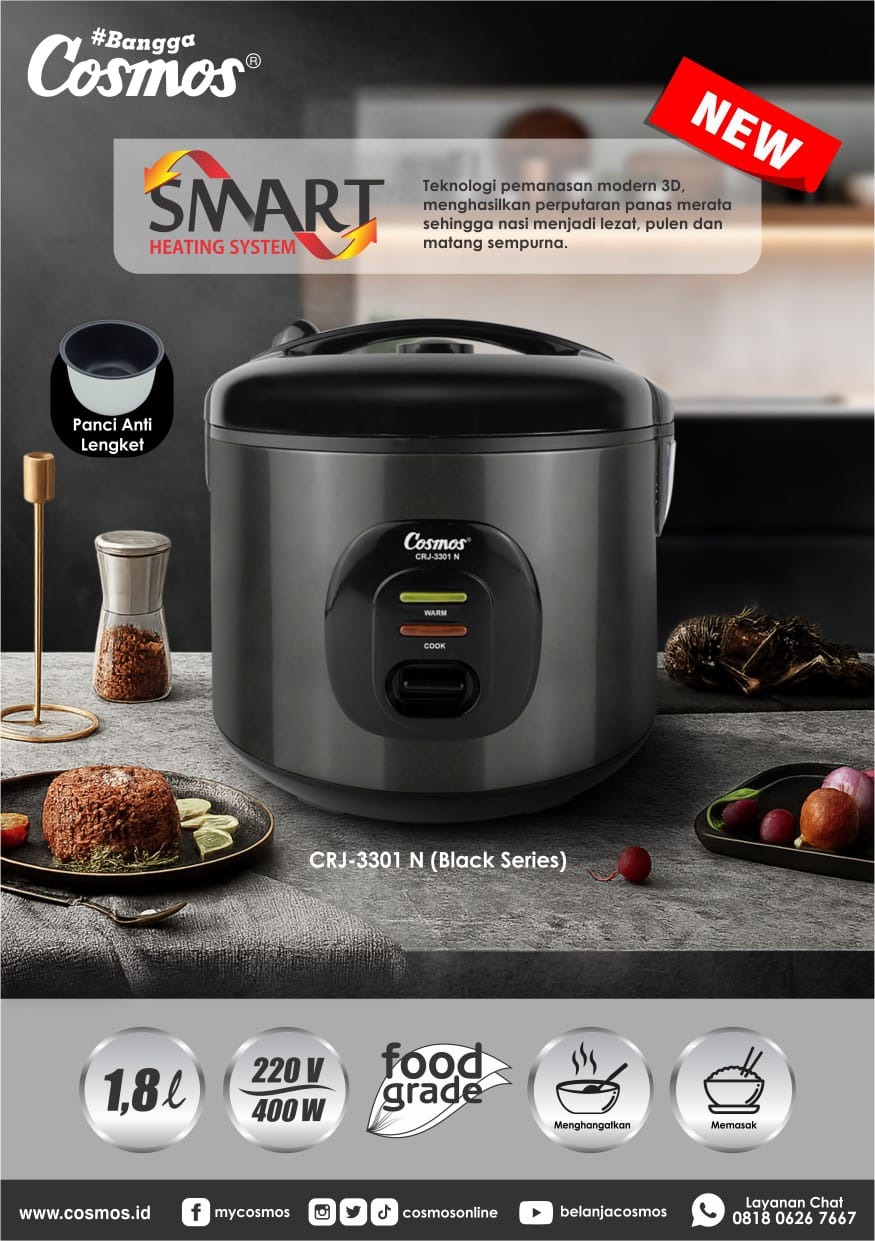 #Bangga
Cosmos®
NEW
SMART
HEATING SYSTEM
Teknologi pemanasan modern 3D,
menghasilkan perputaran panas merata
sehingga nasi menjadi lezat, pulen dan
matang sempurna.
Panci Anti
Lengket
Cosmos®
CRJ-3301 N
WARM
COOK
CRJ-3301 N (Black Series)
1,8 ℓ
220 V
400 W
food
grade
Menghangatkan
Memasak
www.cosmos.id
mycosmos
cosmosonline
belanjacosmos
Layanan Chat
0818 0626 7667